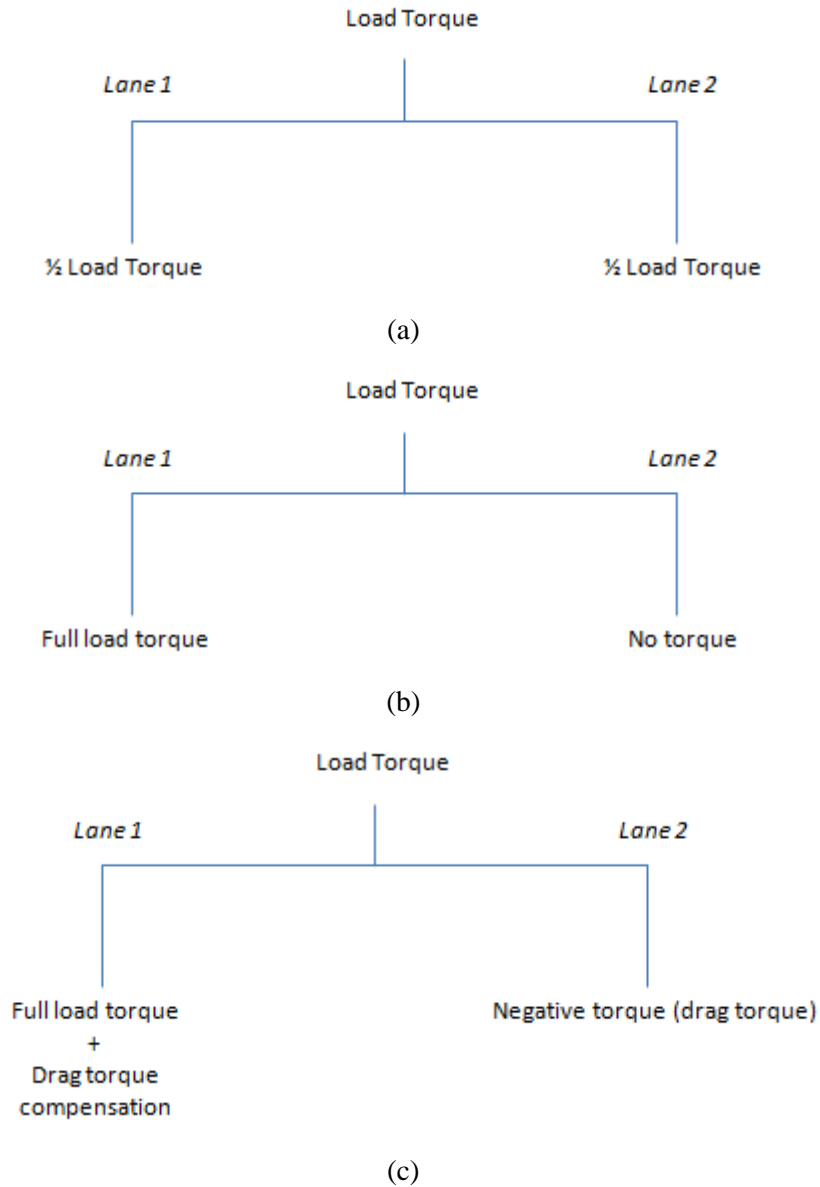 Load Torque
Lane 1 Lane 2
½ Load Torque ½ Load Torque
(a)
Load Torque
Lane 1 Lane 2
Full load torque No torque
(b)
Load Torque
Lane 1 Lane 2
Full load torque Negative torque (drag torque)
+
Drag torque
compensation
(c)